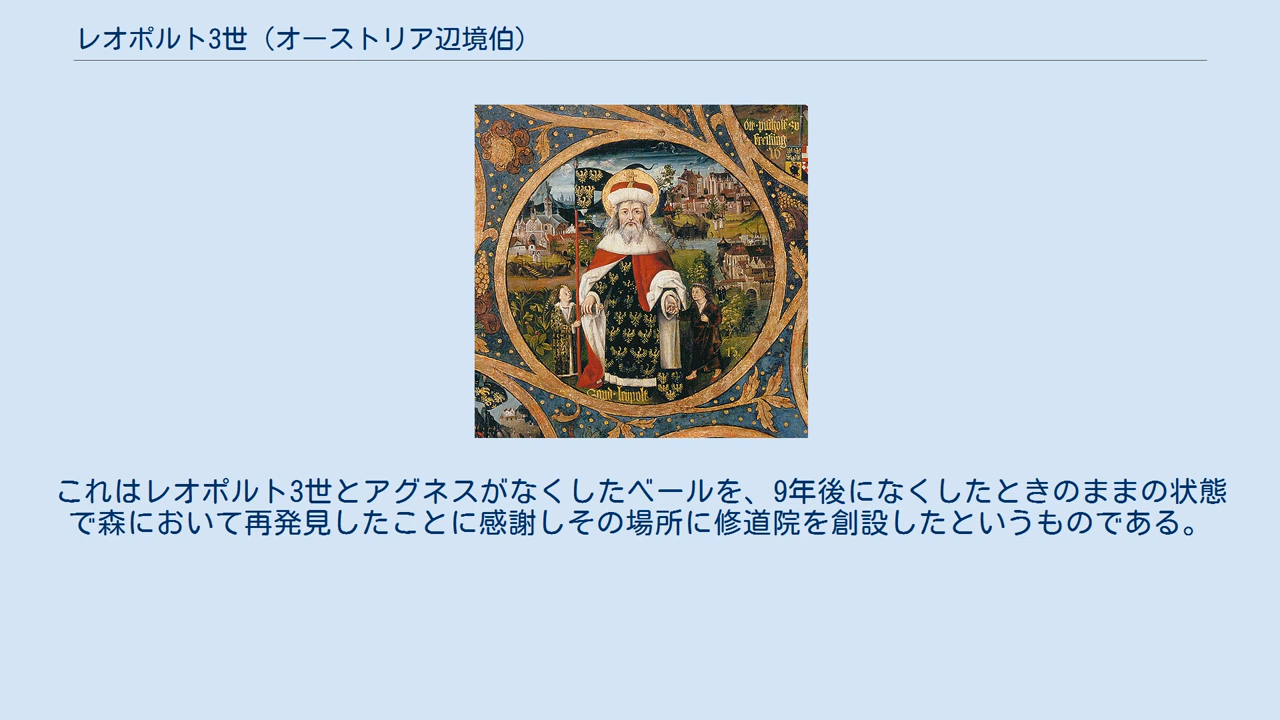 レオポルト3世（オーストリア辺境伯）
これはレオポルト3世とアグネスがなくしたベールを、9年後になくしたときのままの状態
で森において再発見したことに感謝しその場所に修道院を創設したというものである。